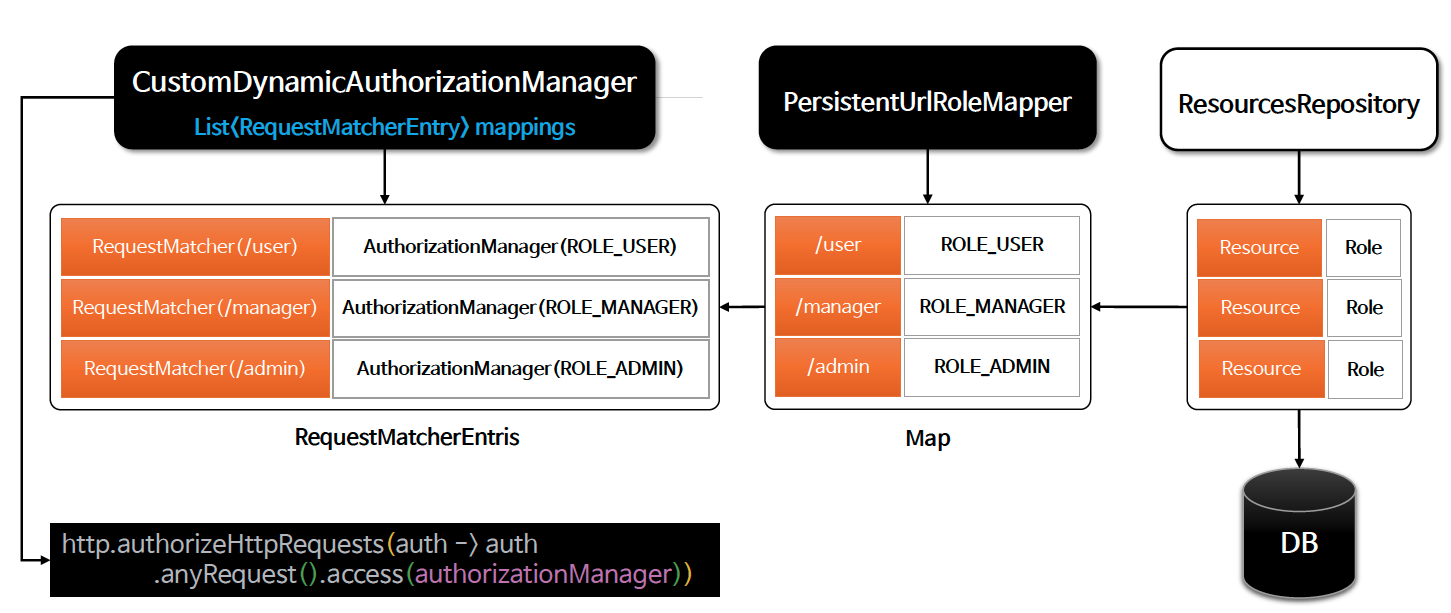 CustomDynamicAuthorizationManager
List⟨RequestMatcherEntry⟩ mappings
PersistentUrlRoleMapper
ResourcesRepository
RequestMatcher(/user) AuthorizationManager(ROLE_USER)
RequestMatcher(/manager) AuthorizationManager(ROLE_MANAGER)
RequestMatcher(/admin) AuthorizationManager(ROLE_ADMIN)
RequestMatcherEntris
/user ROLE_USER
/manager ROLE_MANAGER
/admin ROLE_ADMIN
Map
Resource Role
Resource Role
Resource Role
DB
http.authorizeHttpRequests(auth -⟩ auth
.anyRequest().access(authorizationManager))